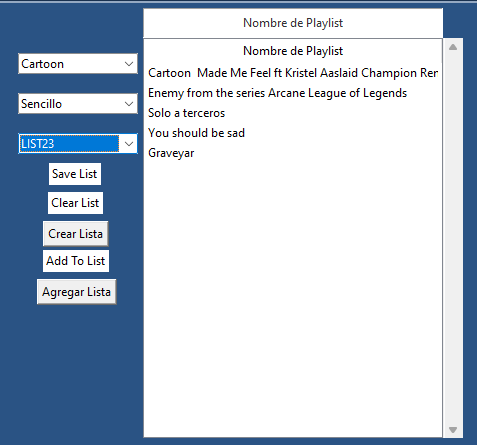 Nombre de Playlist
Cartoon
Sencillo
LIST23
Save List
Clear List
Crear Lista
Add To List
Agregar Lista
Nombre de Playlist
Cartoon  Made Me Feel ft Kristel Aaslaid Champion Rer
Enemy from the series Arcane League of Legends
Solo a terceros
You should be sad
Graveyar